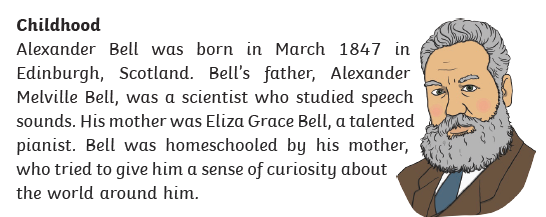 Childhood
Alexander Bell was born in March 1847 in
Edinburgh, Scotland. Bell's father, Alexander
Melville Bell, was a scientist who studied speech
sounds. His mother was Eliza Grace Bell, a talented
pianist. Bell was homeschooled by his mother,
who tried to give him a sense of curiosity about
the world around him.